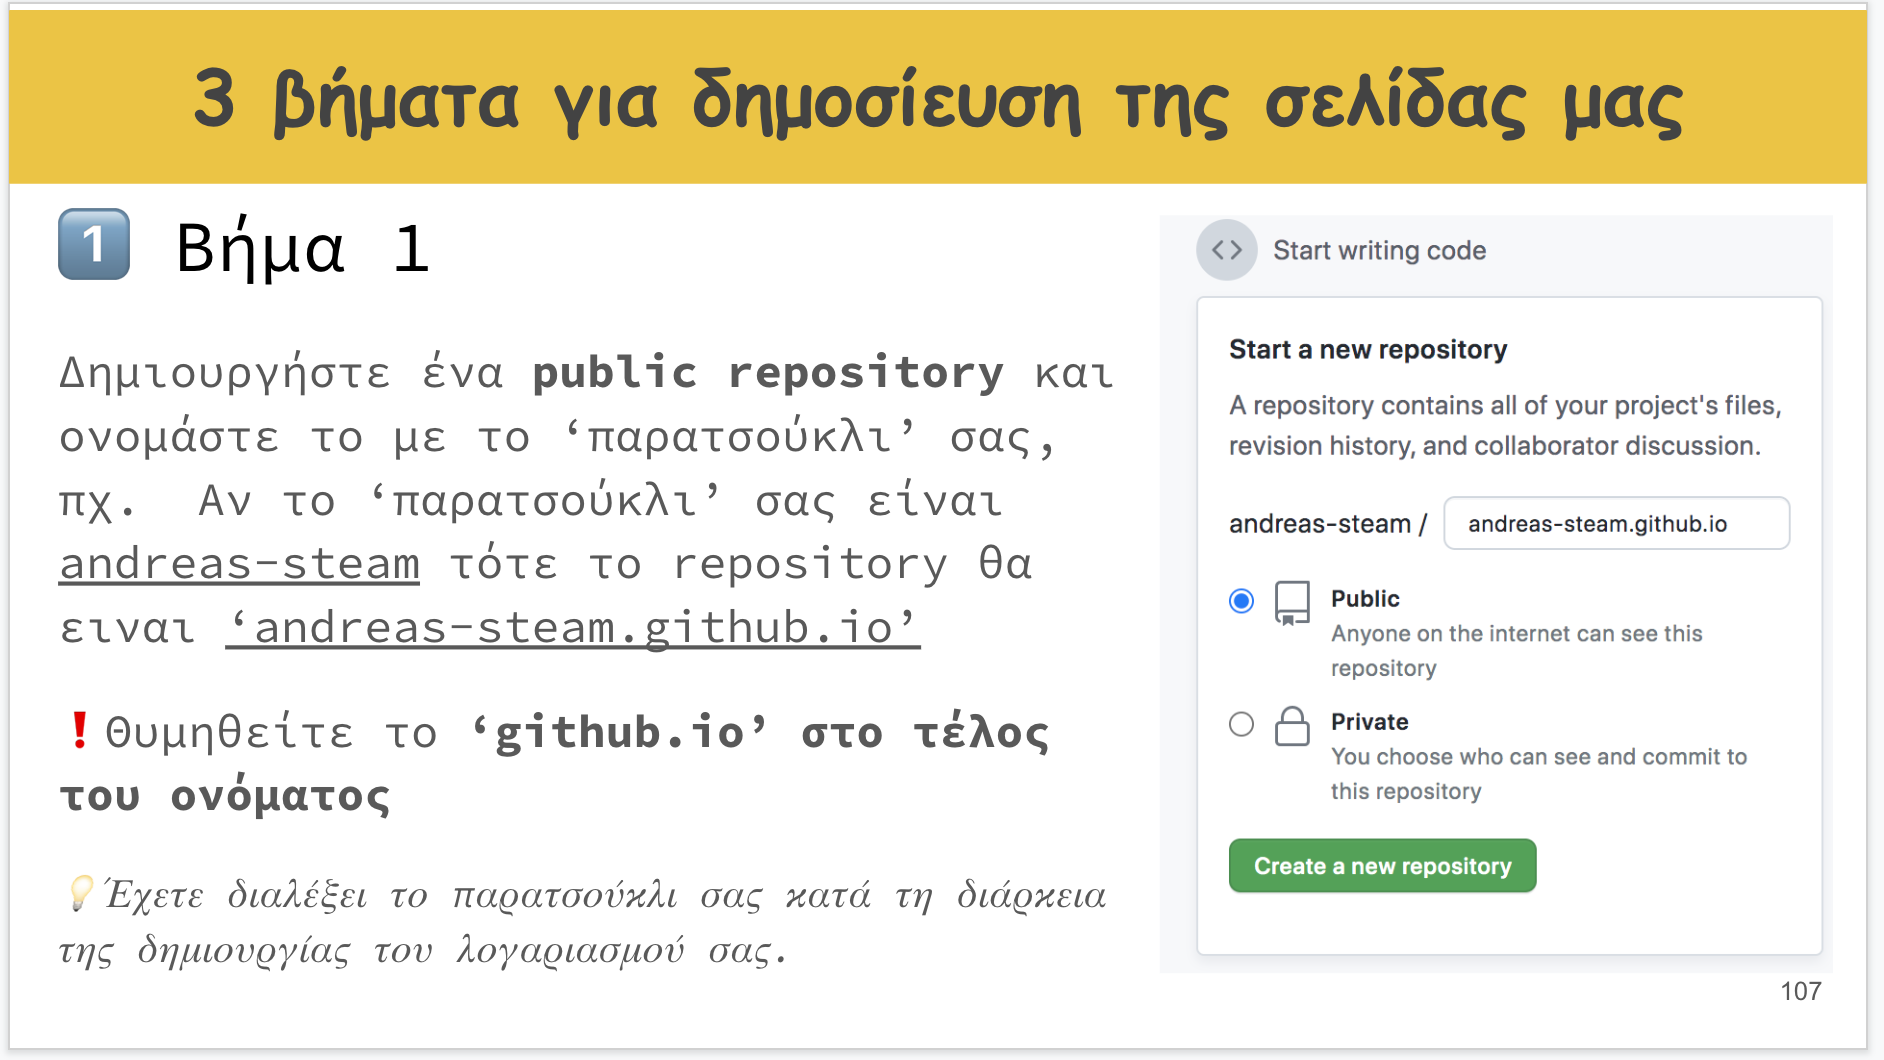 3 βήματα για δημοσίευση της σελίδας μας
1 Βήμα 1
Δημιουργήστε ένα public repository και
ονομάστε το με το ‘παρατσούκλι’ σας,
πχ. Αν το ‘παρατσούκλι’ σας είναι
andreas-steam τότε το repository θα
ειναι ‘andreas-steam.github.io’
❗Θυμηθείτε το ‘github.io’ στο τέλος
του ονόματος
💡Έχετε διαλέξει το παρατσούκλι σας κατά τη διάρκεια
της δημιουργίας του λογαριασμού σας.
<> Start writing code
Start a new repository
A repository contains all of your project's files,
revision history, and collaborator discussion.
andreas-steam / andreas-steam.github.io
Public
Anyone on the internet can see this
repository
Private
You choose who can see and commit to
this repository
Create a new repository
107